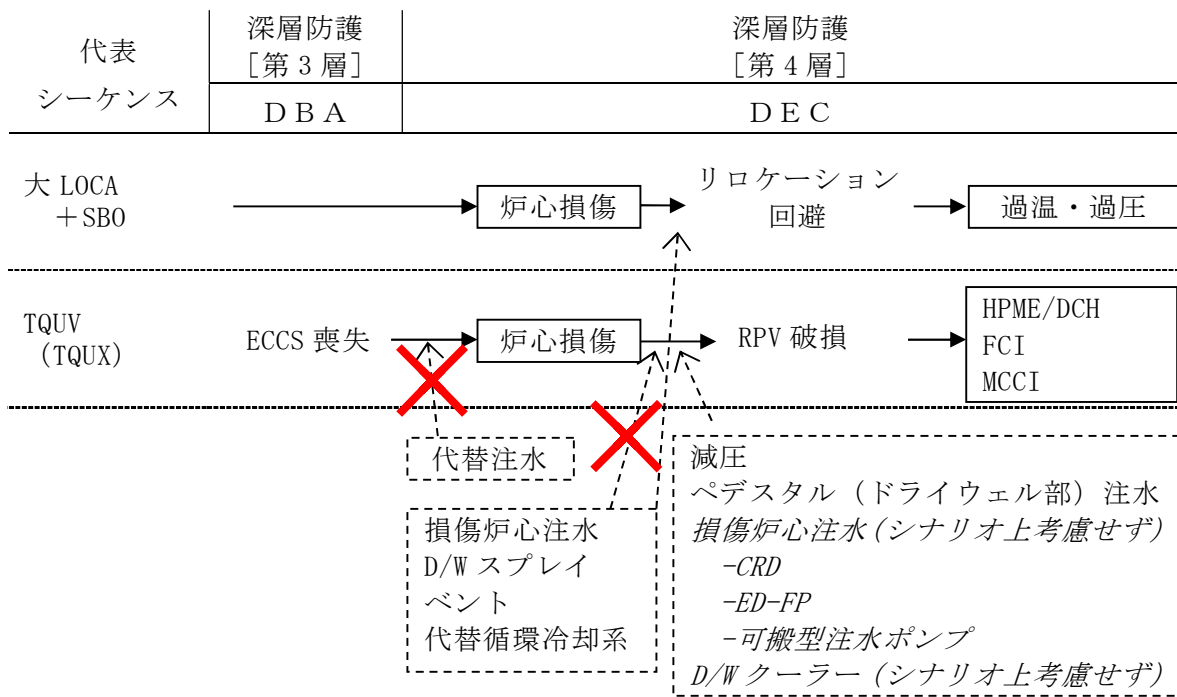 代表
シーケンス
深層防護
[第3層]
深層防護
[第4層]
DBA
DEC
大 LOCA
＋SBO
炉心損傷
リロケーション
回避
過温・過圧
TQUV
(TQUX)
ECCS 喪失
炉心損傷
RPV 破損
HPME/DCH
FCI
MCCI
代替注水
損傷炉心注水
D/W スプレイ
ベント
代替循環冷却系
減圧
ペデスタル（ドライウェル部）注水
損傷炉心注水(シナリオ上考慮せず)
-CRD
-ED-FP
-可搬型注水ポンプ
D/W クーラー(シナリオ上考慮せず)